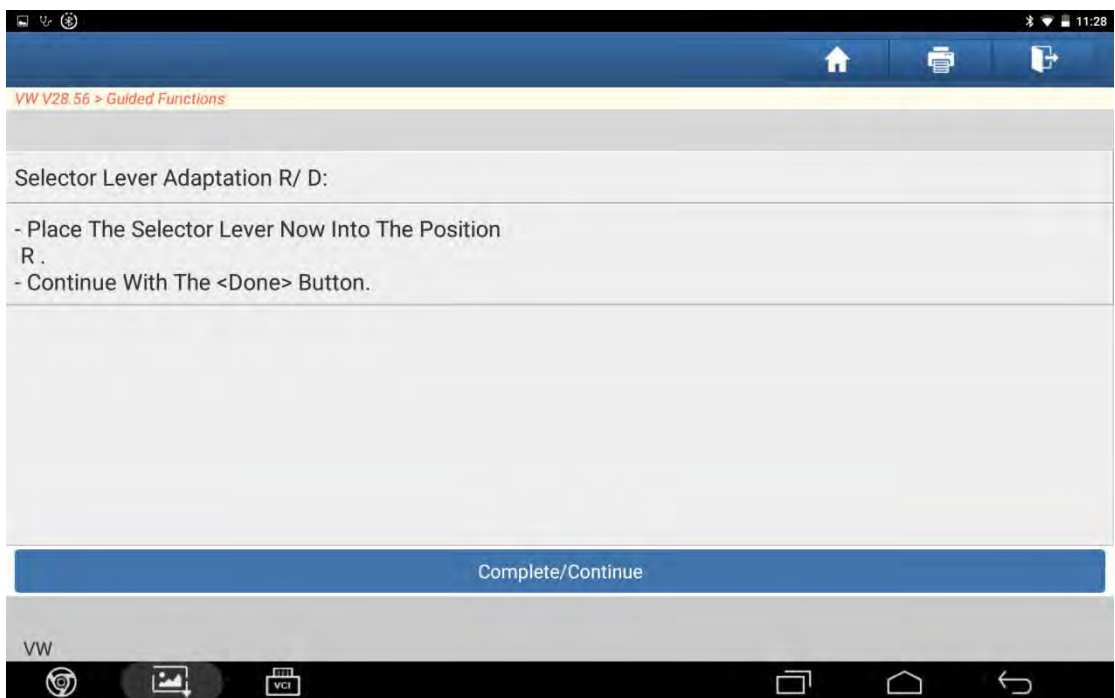 11:28
VW V28.56 > Guided Functions
Selector Lever Adaptation R/ D:
- Place The Selector Lever Now Into The Position
R .
- Continue With The <Done> Button.
Complete/Continue
VW
VCI